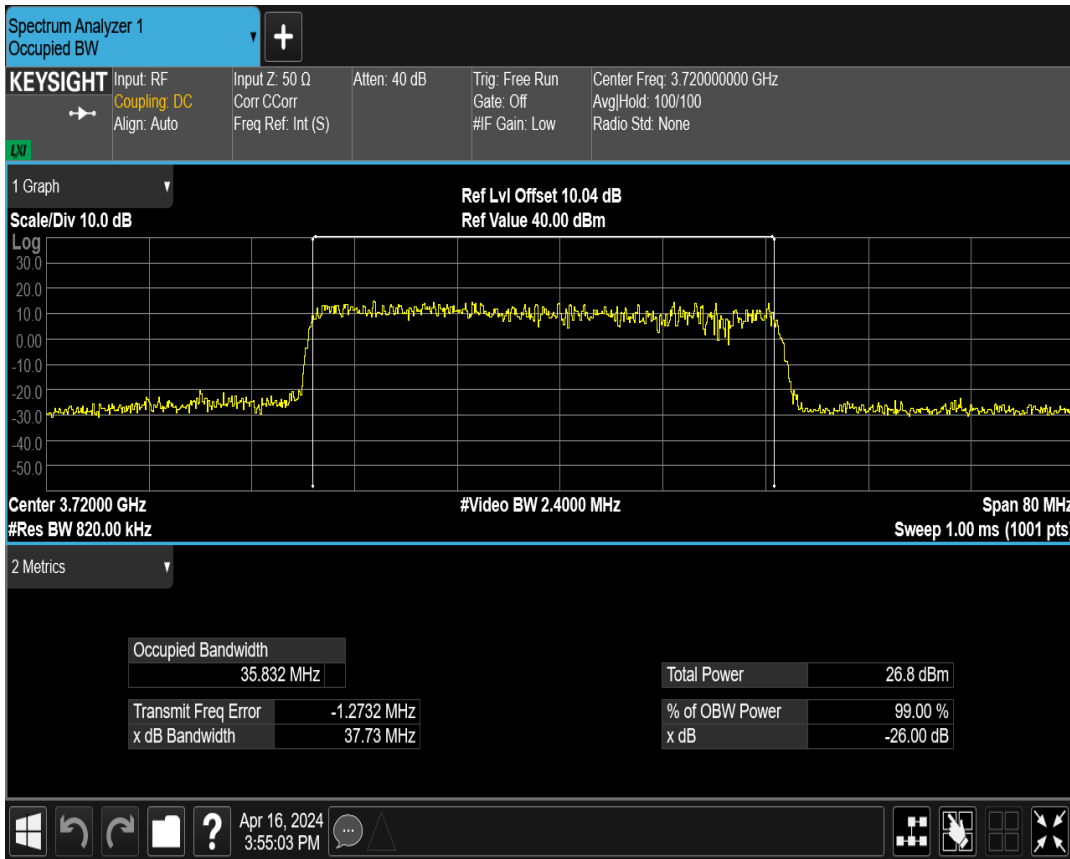 Spectrum Analyzer 1
Occupied BW
+
KEYSIGHT
LXI
Input: RF
Coupling: DC
Align: Auto
Input Z: 50 Ω
Corr CCorr
Freq Ref: Int (S)
Atten: 40 dB
Trig: Free Run
Gate: Off
#IF Gain: Low
Center Freq: 3.720000000 GHz
Avg|Hold: 100/100
Radio Std: None
1 Graph
Ref Lvl Offset 10.04 dB
Scale/Div 10.0 dB
Ref Value 40.00 dBm
Log
30.0
20.0
10.0
0.00
-10.0
-20.0
-30.0
-40.0
-50.0
Center 3.72000 GHz
#Video BW 2.4000 MHz
Span 80 MHz
#Res BW 820.00 kHz
Sweep 1.00 ms (1001 pts)
2 Metrics
Occupied Bandwidth
35.832 MHz
Total Power 26.8 dBm
Transmit Freq Error -1.2732 MHz
% of OBW Power 99.00 %
x dB Bandwidth 37.73 MHz
x dB -26.00 dB
?
Apr 16, 2024
3:55:03 PM